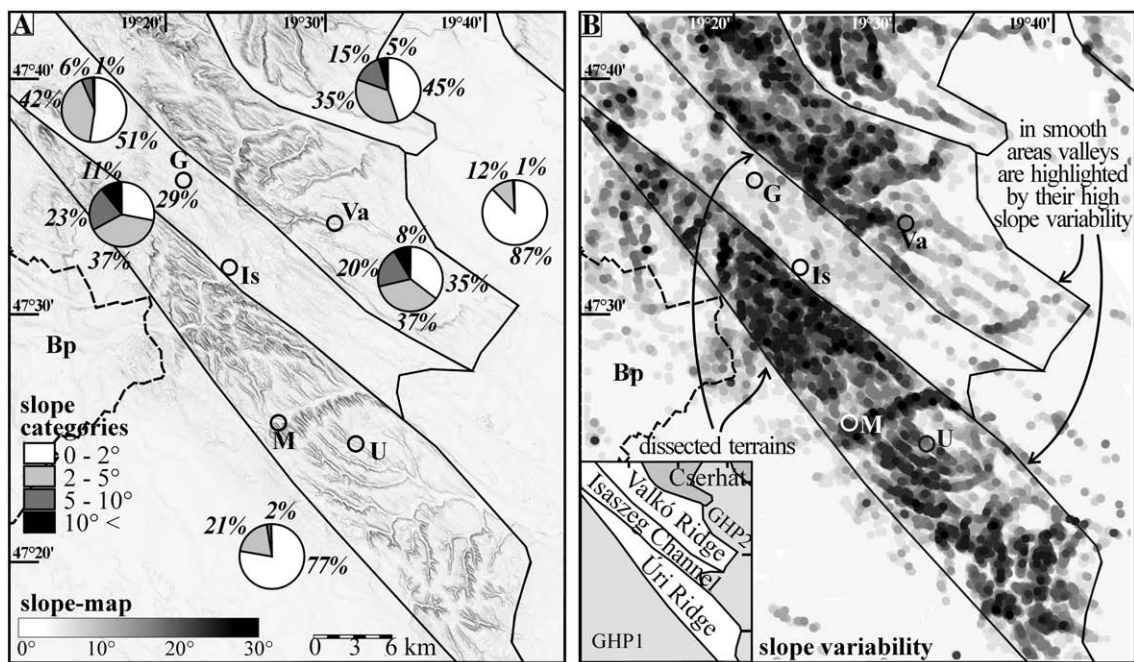 A
19°20'
19°30'
19°40'
47°40'
6%
1%
42%
51%
15%
5%
45%
35%
G
11%
29%
23%
37%
12%
1%
87%
Va
8%
20%
35%
37%
Is
47°30'
Bp
slope
categories
0 - 2°
2 - 5°
5 - 10°
10° <
M
U
21%
2%
77%
47°20'
slope-map
0°
10°
20°
30°
0 3 6 km
B
19°20'
19°30'
19°40'
47°40'
in smooth
areas valleys
are highlighted
by their high
slope variability
G
Va
Is
47°30'
Bp
M
U
dissected terrains
Cserhát
Valkó Ridge
GHP2
Isaszeg Channel
Úri Ridge
GHP1
slope variability